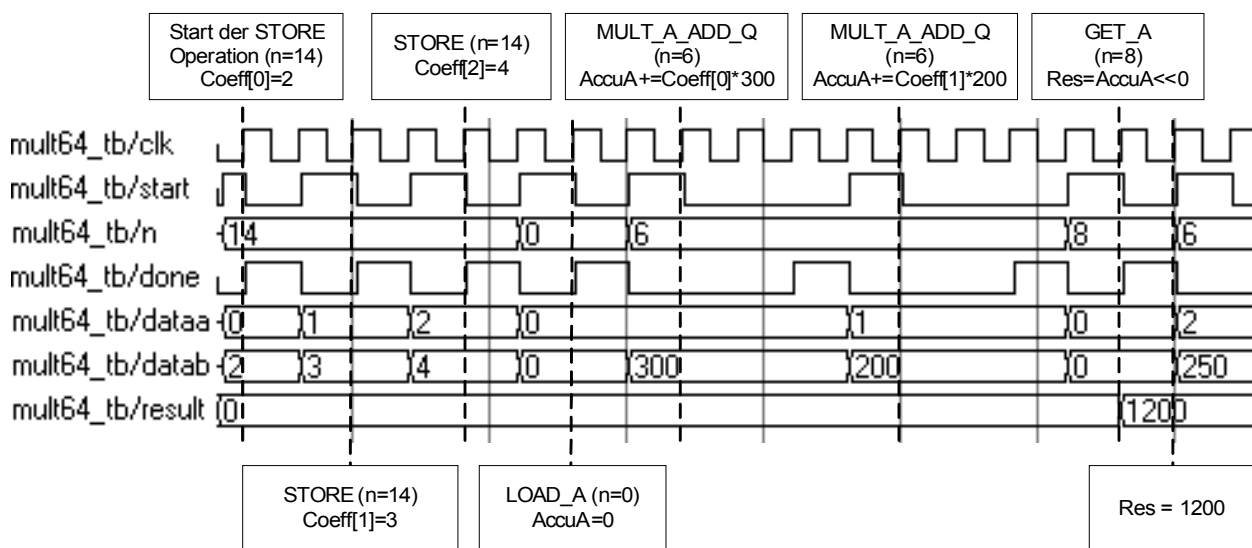 Start der STORE
Operation (n=14)
Coeff[0]=2
STORE (n=14)
Coeff[2]=4
MULT_A_ADD_Q
(n=6)
AccuA+=Coeff[0]*300
MULT_A_ADD_Q
(n=6)
AccuA+=Coeff[1]*200
GET_A
(n=8)
Res=AccuA<<0
mult64_tb/clk
mult64_tb/start
mult64_tb/n 14 0 6 8 6
mult64_tb/done
mult64_tb/dataa 0 1 2 0 1 0 2
mult64_tb/datab 2 3 4 0 300 200 0 250
mult64_tb/result 0 1200
STORE (n=14)
Coeff[1]=3
LOAD_A (n=0)
AccuA=0
Res = 1200